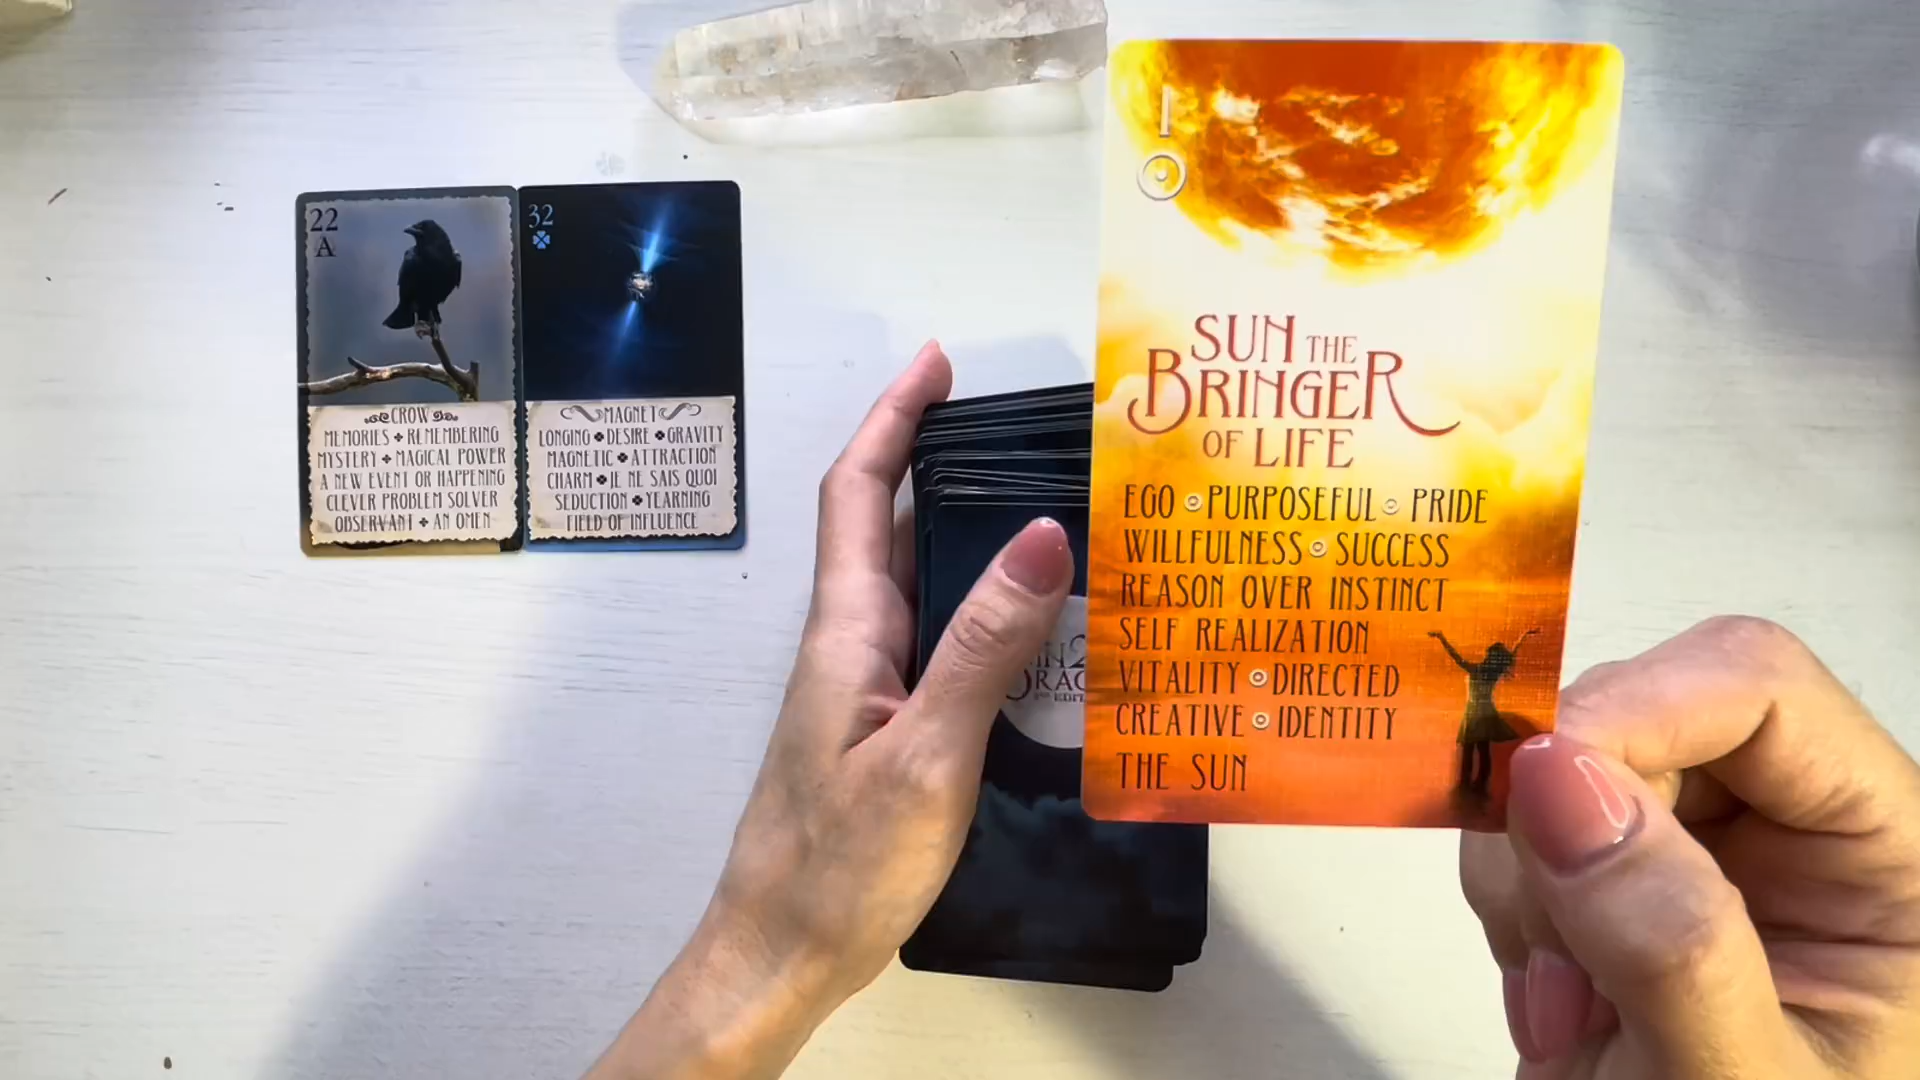 22
A
CROW
MEMORIES ✤ REMEMBERING
MYSTERY ✤ MAGICAL POWER
A NEW EVENT OR HAPPENING
CLEVER PROBLEM SOLVER
OBSERVANT ✤ AN OMEN
32
MAGNET
LONGING ✤ DESIRE ✤ GRAVITY
MAGNETIC ✤ ATTRACTION
CHARM ✤ JE NE SAIS QUOI
SEDUCTION ✤ YEARNING
FIELD OF INFLUENCE
1
☉
SUN THE
BRINGER
OF LIFE
EGO ☉ PURPOSEFUL ☉ PRIDE
WILLFULNESS ☉ SUCCESS
REASON OVER INSTINCT
SELF REALIZATION
VITALITY ☉ DIRECTED
CREATIVE ☉ IDENTITY
THE SUN